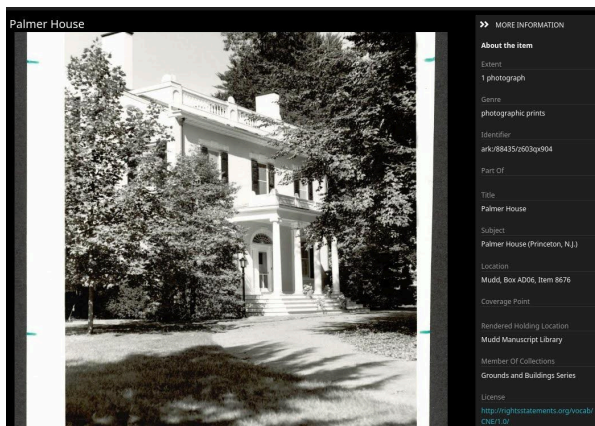 Palmer House
MORE INFORMATION
About the item
Extent
1 photograph
Genre
photographic prints
Identifier
ark:/88435/z603qx904
Part Of
Title
Palmer House
Subject
Palmer House (Princeton, N.J.)
Location
Mudd, Box AD06, Item 8676
Coverage Point
Rendered Holding Location
Mudd Manuscript Library
Member Of Collections
Grounds and Buildings Series
License
http://rightsstatements.org/vocab/
CNE/1.0/